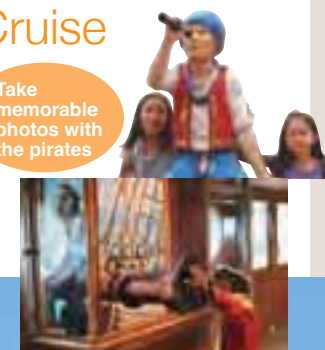 Cruise
Take
memorable
photos with
the pirates